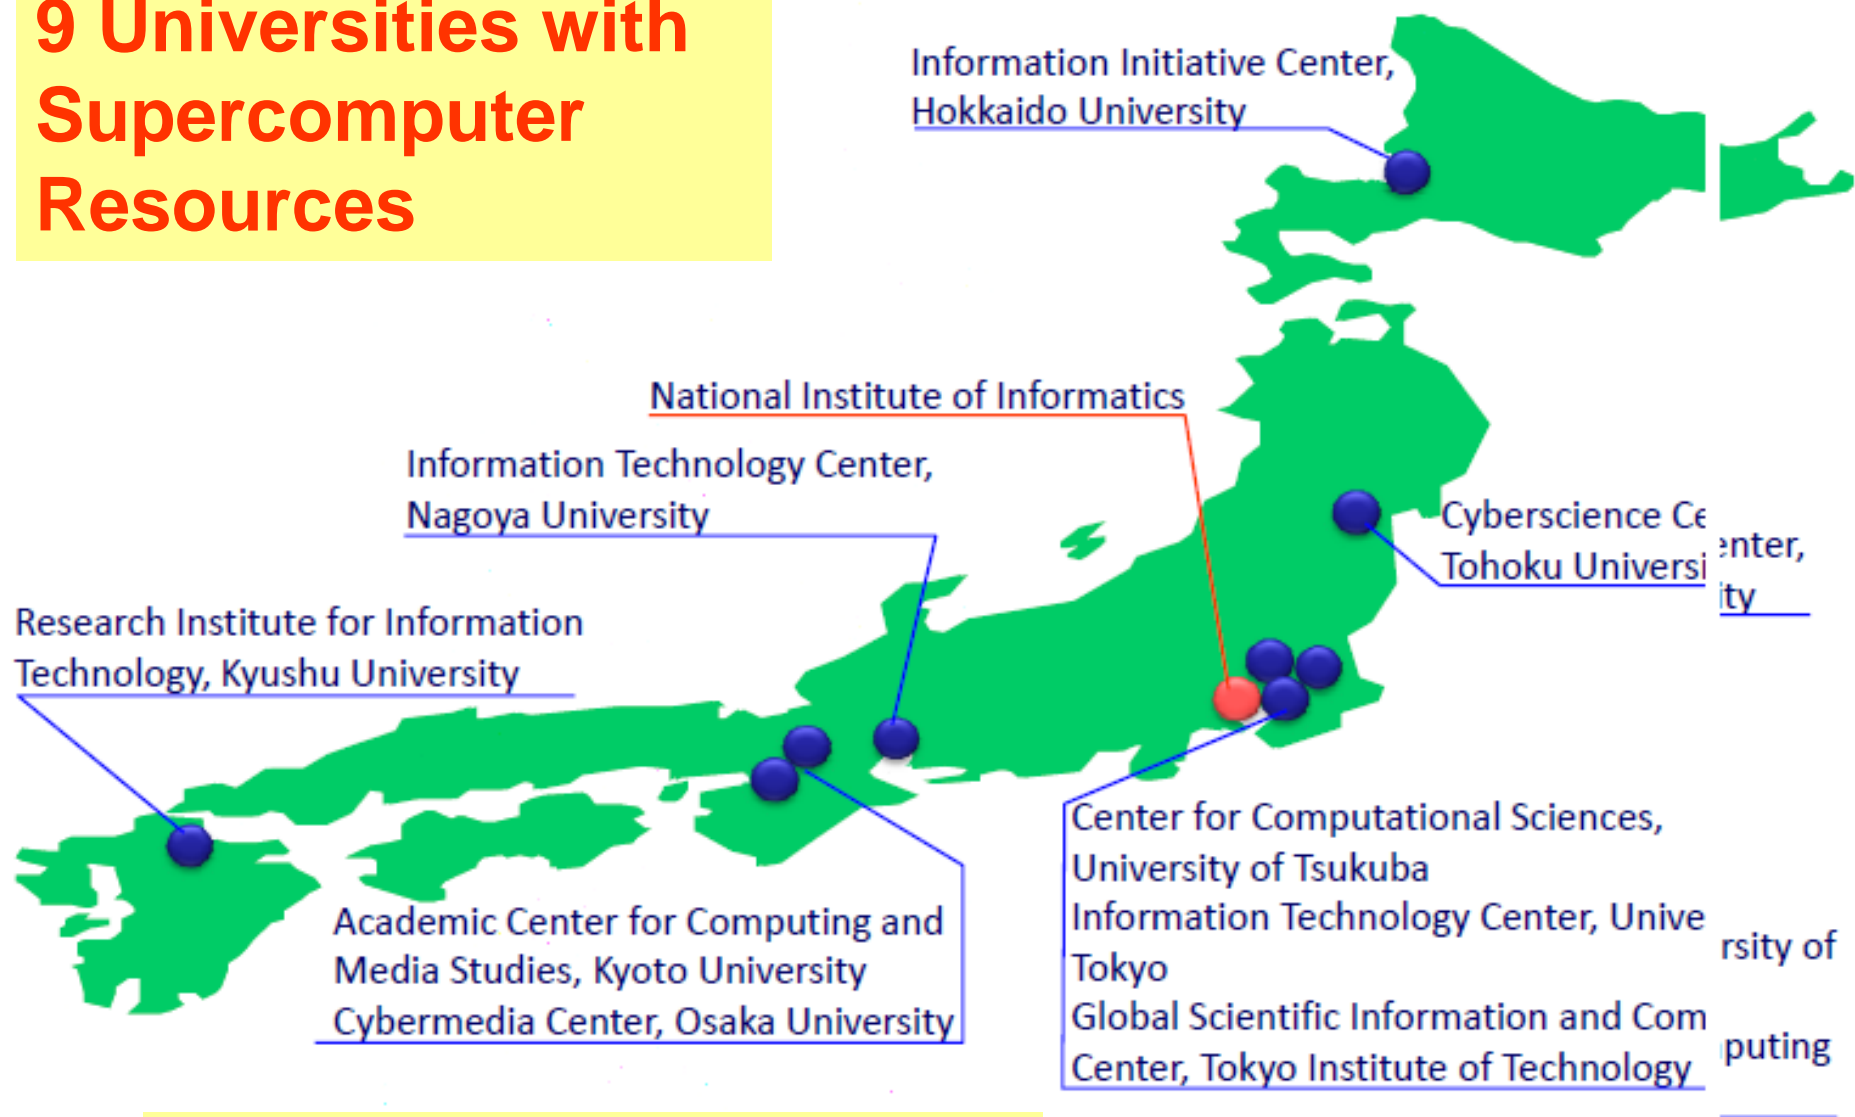 9 Universities with
Supercomputer
Resources
Information Initiative Center,
Hokkaido University
National Institute of Informatics
Information Technology Center,
Nagoya University
Cyberscience Center,
Tohoku University
Research Institute for Information
Technology, Kyushu University
Academic Center for Computing and
Media Studies, Kyoto University
Cybermedia Center, Osaka University
Center for Computational Sciences,
University of Tsukuba
Information Technology Center, University of
Tokyo
Global Scientific Information and Computing
Center, Tokyo Institute of Technology